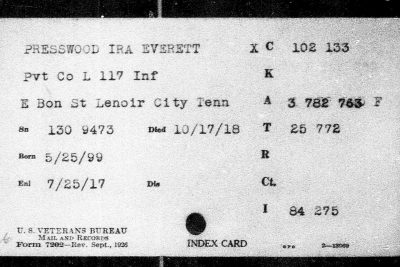 PRESSWOOD IRA EVERETT X C 102 133
Pvt Co L 117 Inf K
E Bon St Lenoir City Tenn A 3 782 763 F
Sn 130 9473 Died 10/17/18 T 25 772
Born 5/25/99 R
Enl 7/25/17 Dis Ct.
I 84 275
U. S. VETERANS BUREAU
MAIL AND RECORDS
Form 7202—Rev. Sept., 1926 INDEX CARD GPO